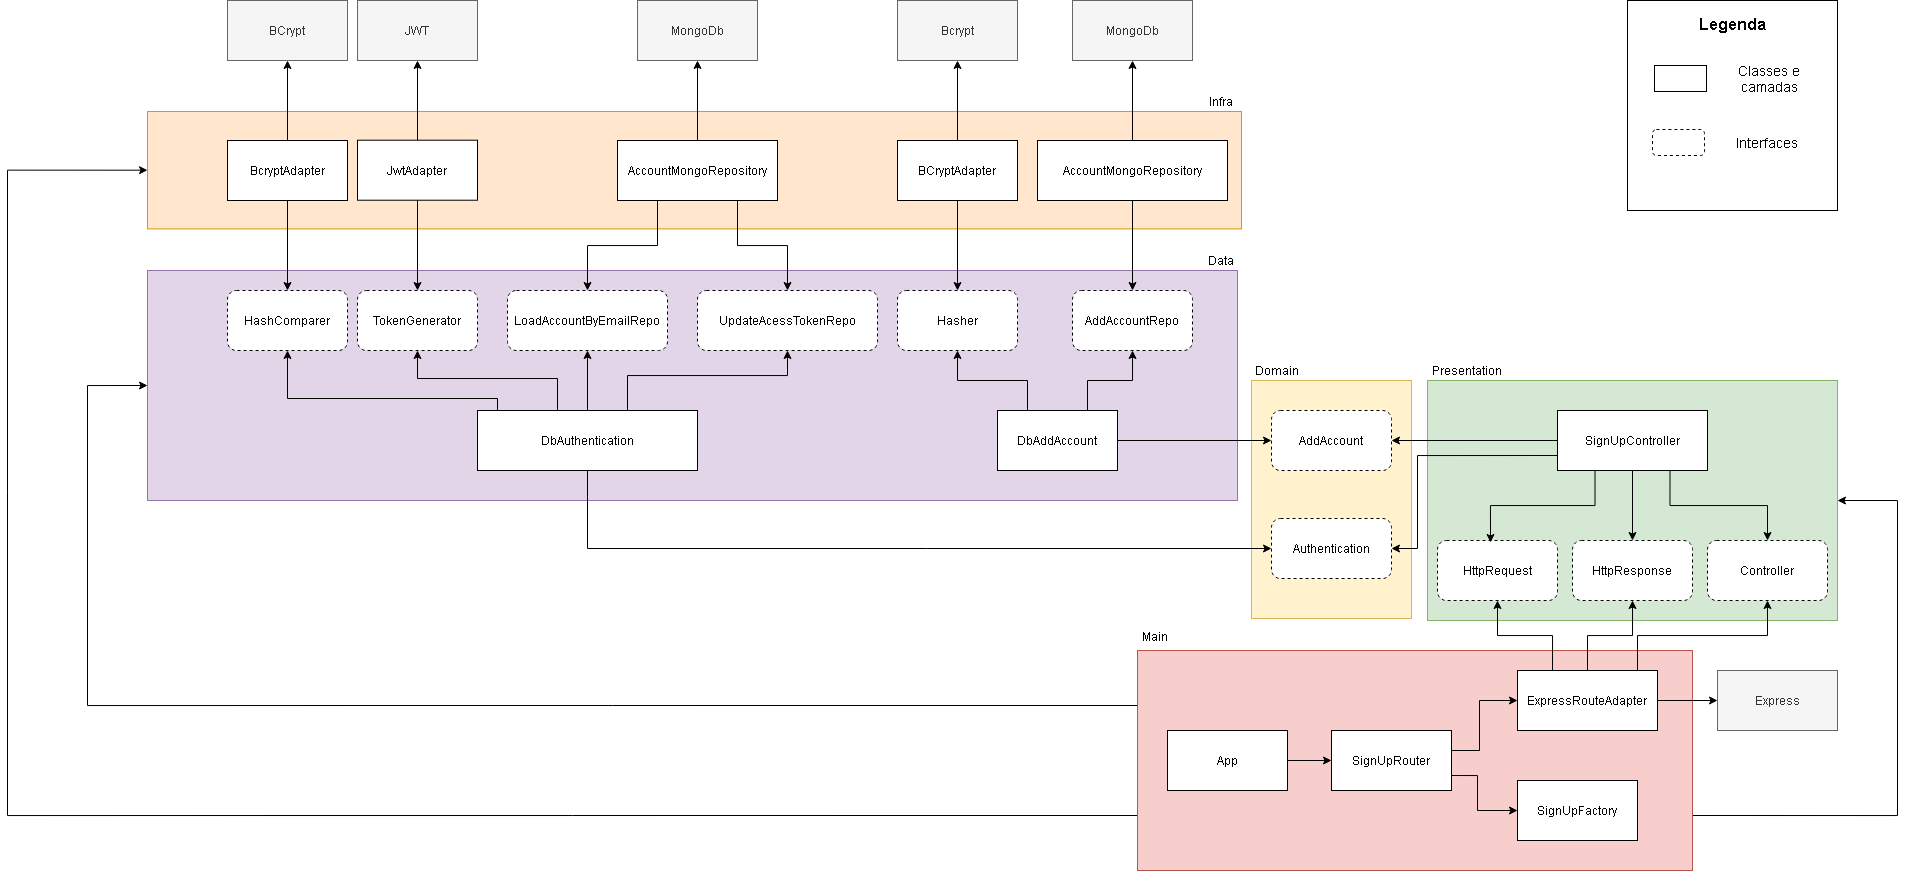 BCrypt
JWT
MongoDb
Bcrypt
MongoDb
Legenda
Classes e
camadas
Interfaces
Infra
BcryptAdapter
JwtAdapter
AccountMongoRepository
BCryptAdapter
AccountMongoRepository
Data
HashComparer
TokenGenerator
LoadAccountByEmailRepo
UpdateAcessTokenRepo
Hasher
AddAccountRepo
DbAuthentication
DbAddAccount
Domain
AddAccount
Authentication
Presentation
SignUpController
HttpRequest
HttpResponse
Controller
Main
ExpressRouteAdapter
Express
App
SignUpRouter
SignUpFactory